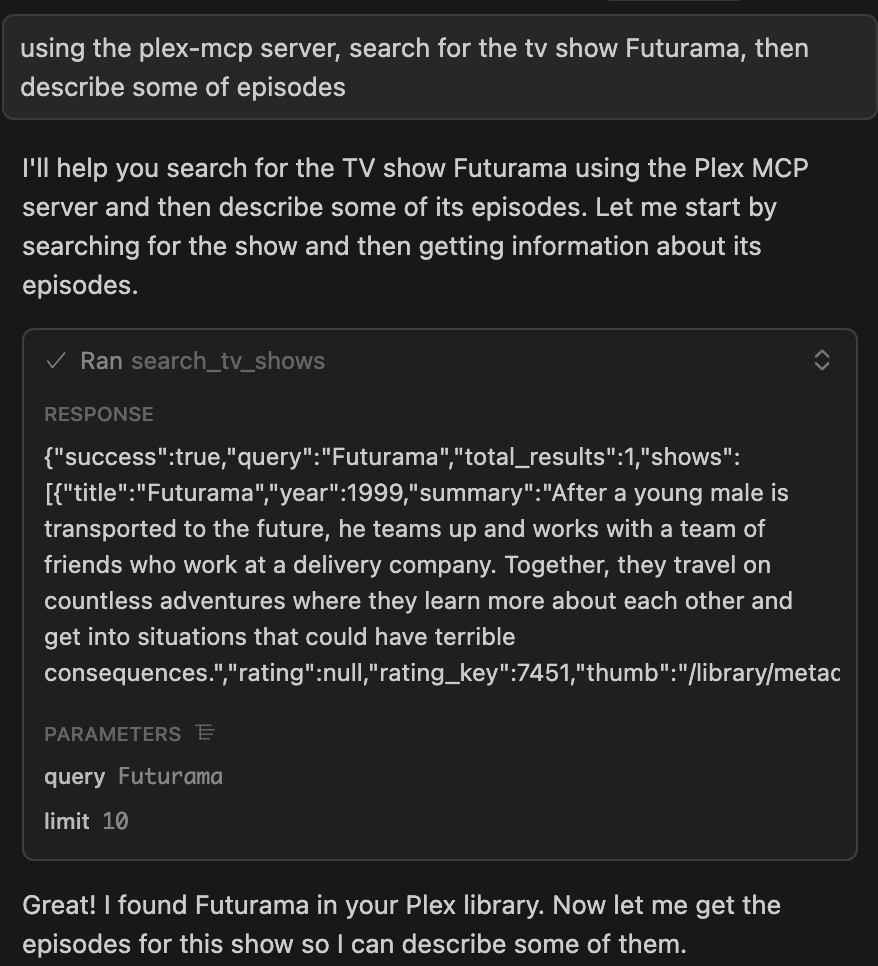 using the plex-mcp server, search for the tv show Futurama, then
describe some of episodes
I'll help you search for the TV show Futurama using the Plex MCP
server and then describe some of its episodes. Let me start by
searching for the show and then getting information about its
episodes.
Ran search_tv_shows
RESPONSE
{"success":true,"query":"Futurama","total_results":1,"shows":
[{"title":"Futurama","year":1999,"summary":"After a young male is
transported to the future, he teams up and works with a team of
friends who work at a delivery company. Together, they travel on
countless adventures where they learn more about each other and
get into situations that could have terrible
consequences.","rating":null,"rating_key":7451,"thumb":"/library/metac
PARAMETERS
query Futurama
limit 10
Great! I found Futurama in your Plex library. Now let me get the
episodes for this show so I can describe some of them.